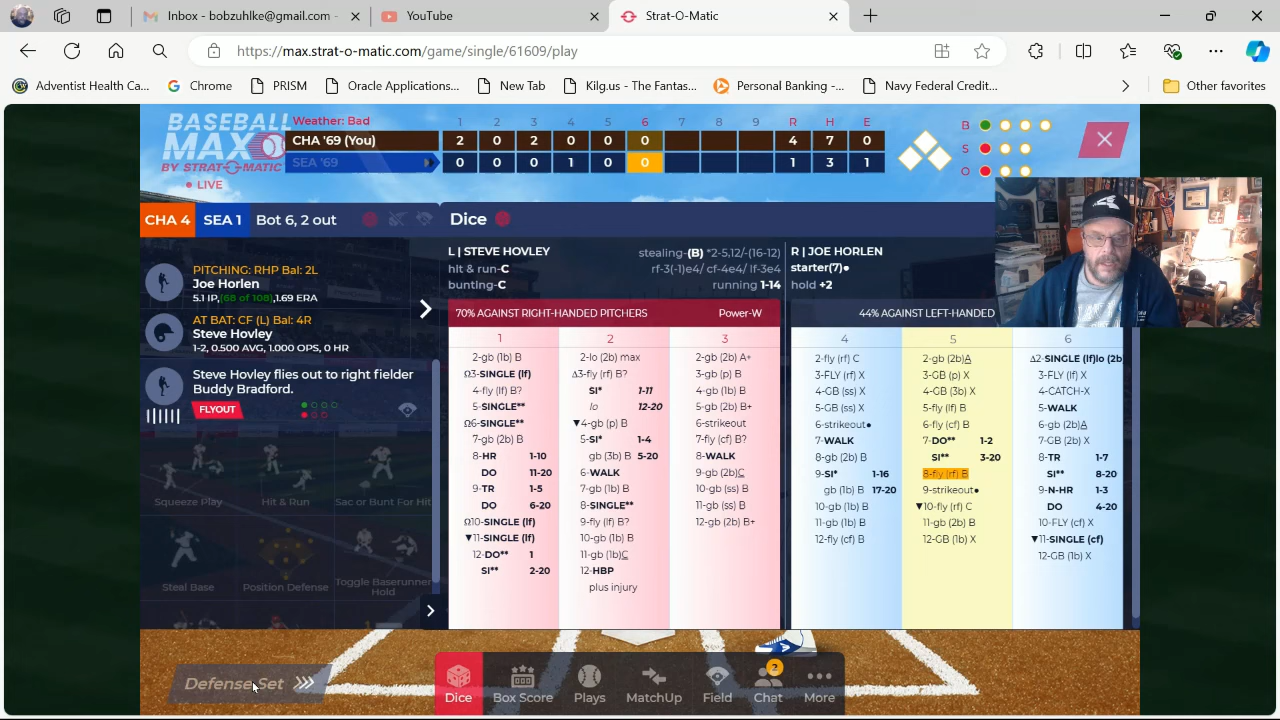 Inbox - bobzuhlke@gmail.com -
YouTube
Strat-O-Matic
https://max.strat-o-matic.com/game/single/61609/play
Adventist Health Ca...
Chrome
PRISM
Oracle Applications...
New Tab
Kilg.us - The Fantas...
Personal Banking -...
Navy Federal Credit...
Other favorites
BASEBALL
MAX
BY STRAT-O-MATIC
LIVE
Weather: Bad
1 2 3 4 5 6 7 8 9 R H E
CHA '69 (You) 2 0 2 0 0 0 4 7 0
SEA '69 0 0 0 1 0 0 1 3 1
B
S
O
CHA 4 SEA 1 Bot 6, 2 out
Dice
PITCHING: RHP Bal: 2L
Joe Horlen
5.1 IP,(68 of 108),1.69 ERA
AT BAT: CF (L) Bal: 4R
Steve Hovley
1-2, 0.500 AVG, 1.000 OPS, 0 HR
Steve Hovley flies out to right fielder
Buddy Bradford.
FLYOUT
Squeeze Play
Hit & Run
Sac or Bunt For Hit
Steal Base
Position Defense
Toggle Baserunner
Hold
Defense Set
L | STEVE HOVLEY
stealing-(B) *2-5,12/-(16-12)
hit & run-C
rf-3(-1)e4/ cf-4e4/ lf-3e4
bunting-C
running 1-14
70% AGAINST RIGHT-HANDED PITCHERS
Power-W
1
2-gb (1b) B
Ω3-SINGLE (lf)
4-fly (lf) B?
5-SINGLE**
Ω6-SINGLE**
7-gb (2b) B
8-HR 1-10
DO 11-20
9-TR 1-5
DO 6-20
Ω10-SINGLE (lf)
▼11-SINGLE (lf)
12-DO** 1
SI** 2-20
2
2-lo (2b) max
Δ3-fly (rf) B?
SI* 1-11
lo 12-20
▼4-gb (p) B
5-SI* 1-4
gb (3b) B 5-20
6-WALK
7-gb (1b) B
8-SINGLE**
9-fly (lf) B?
10-gb (1b) B
11-gb (1b)C
12-HBP
plus injury
3
2-gb (2b) A+
3-gb (p) B
4-gb (1b) B
5-gb (2b) B+
6-strikeout
7-fly (cf) B?
8-WALK
9-gb (2b)C
10-gb (ss) B
11-gb (ss) B
12-gb (2b) B+
R | JOE HORLEN
starter(7)●
hold +2
44% AGAINST LEFT-HANDED
4
2-fly (rf) C
3-FLY (rf) X
4-GB (ss) X
5-GB (ss) X
6-strikeout●
7-WALK
8-gb (2b) B
9-SI* 1-16
gb (1b) B 17-20
10-gb (1b) B
11-gb (1b) B
12-fly (cf) B
5
2-gb (2b)A
3-GB (p) X
4-GB (3b) X
5-fly (lf) B
6-fly (cf) B
7-DO** 1-2
SI** 3-20
8-fly (rf) B
9-strikeout●
▼10-fly (rf) C
11-gb (2b) B
12-GB (1b) X
6
Δ2-SINGLE (lf)lo (2b
3-FLY (lf) X
4-CATCH-X
5-WALK
6-gb (2b)A
7-GB (2b) X
8-TR 1-7
SI** 8-20
9-N-HR 1-3
DO 4-20
10-FLY (cf) X
▼11-SINGLE (cf)
12-GB (1b) X
Dice
Box Score
Plays
MatchUp
Field
2
Chat
More